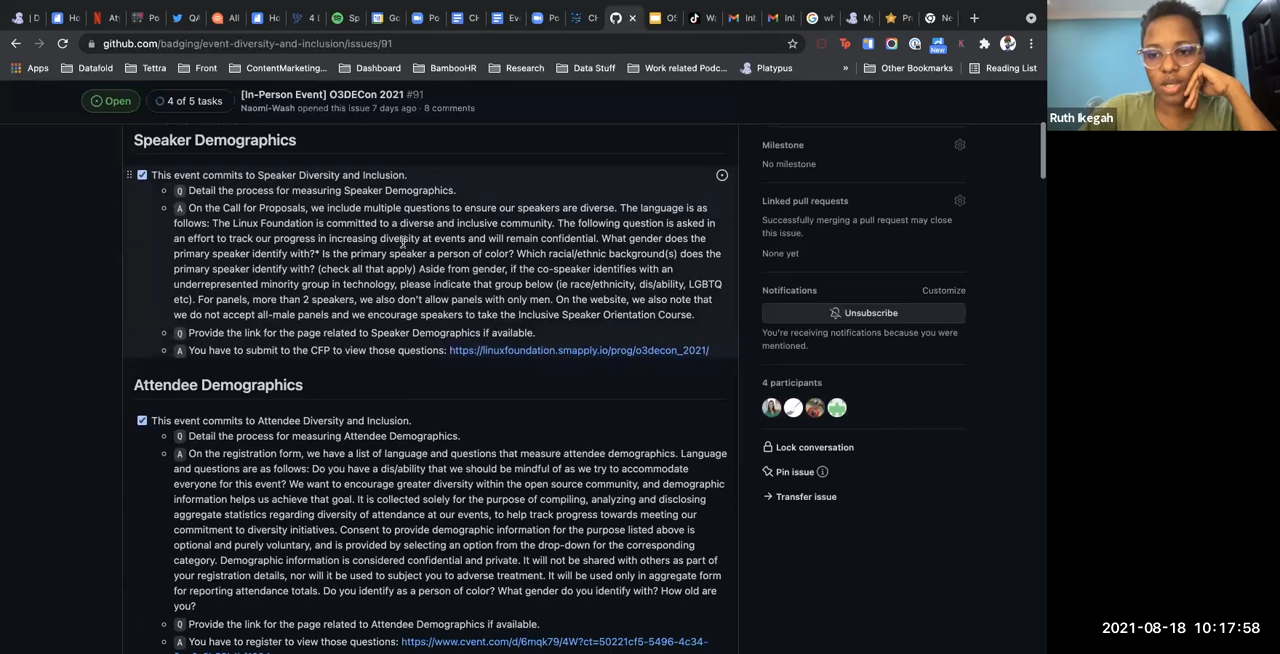 D
Ho
N
At
Po
QA
All
Ho
4 I
Sp
Go
Po
Cl
Eve
Po
Cl
OS
Wa
Inl
Inl
wh
My
Pr
Ne
github.com/badging/event-diversity-and-inclusion/issues/91
New
Apps
Datafold
Tettra
Front
ContentMarketing...
Dashboard
BambooHR
Research
Data Stuff
Work related Podc...
Platypus
»
Other Bookmarks
Reading List
Open
4 of 5 tasks
[In-Person Event] O3DECon 2021 #91
Naomi-Wash opened this issue 7 days ago · 8 comments
Speaker Demographics
This event commits to Speaker Diversity and Inclusion.
Q Detail the process for measuring Speaker Demographics.
A On the Call for Proposals, we include multiple questions to ensure our speakers are diverse. The language is as
follows: The Linux Foundation is committed to a diverse and inclusive community. The following question is asked in
an effort to track our progress in increasing diversity at events and will remain confidential. What gender does the
primary speaker identify with?* Is the primary speaker a person of color? Which racial/ethnic background(s) does the
primary speaker identify with? (check all that apply) Aside from gender, if the co-speaker identifies with an
underrepresented minority group in technology, please indicate that group below (ie race/ethnicity, dis/ability, LGBTQ
etc). For panels, more than 2 speakers, we also don't allow panels with only men. On the website, we also note that
we do not accept all-male panels and we encourage speakers to take the Inclusive Speaker Orientation Course.
Q Provide the link for the page related to Speaker Demographics if available.
A You have to submit to the CFP to view those questions: https://linuxfoundation.smapply.io/prog/o3decon_2021/
Attendee Demographics
This event commits to Attendee Diversity and Inclusion.
Q Detail the process for measuring Attendee Demographics.
A On the registration form, we have a list of language and questions that measure attendee demographics. Language
and questions are as follows: Do you have a dis/ability that we should be mindful of as we try to accommodate
everyone for this event? We want to encourage greater diversity within the open source community, and demographic
information helps us achieve that goal. It is collected solely for the purpose of compiling, analyzing and disclosing
aggregate statistics regarding diversity of attendance at our events, to help track progress towards meeting our
commitment to diversity initiatives. Consent to provide demographic information for the purpose listed above is
optional and purely voluntary, and is provided by selecting an option from the drop-down for the corresponding
category. Demographic information is considered confidential and private. It will not be shared with others as part of
your registration details, nor will it be used to subject you to adverse treatment. It will be used only in aggregate form
for reporting attendance totals. Do you identify as a person of color? What gender do you identify with? How old are
you?
Q Provide the link for the page related to Attendee Demographics if available.
A You have to register to view those questions: https://www.cvent.com/d/6mqk79/4W?ct=50221cf5-5496-4c34-
Milestone
No milestone
Linked pull requests
Successfully merging a pull request may close
this issue.
None yet
Notifications
Customize
Unsubscribe
You're receiving notifications because you were
mentioned.
4 participants
Lock conversation
Pin issue
Transfer issue
Ruth Ikegah
2021-08-18 10:17:58